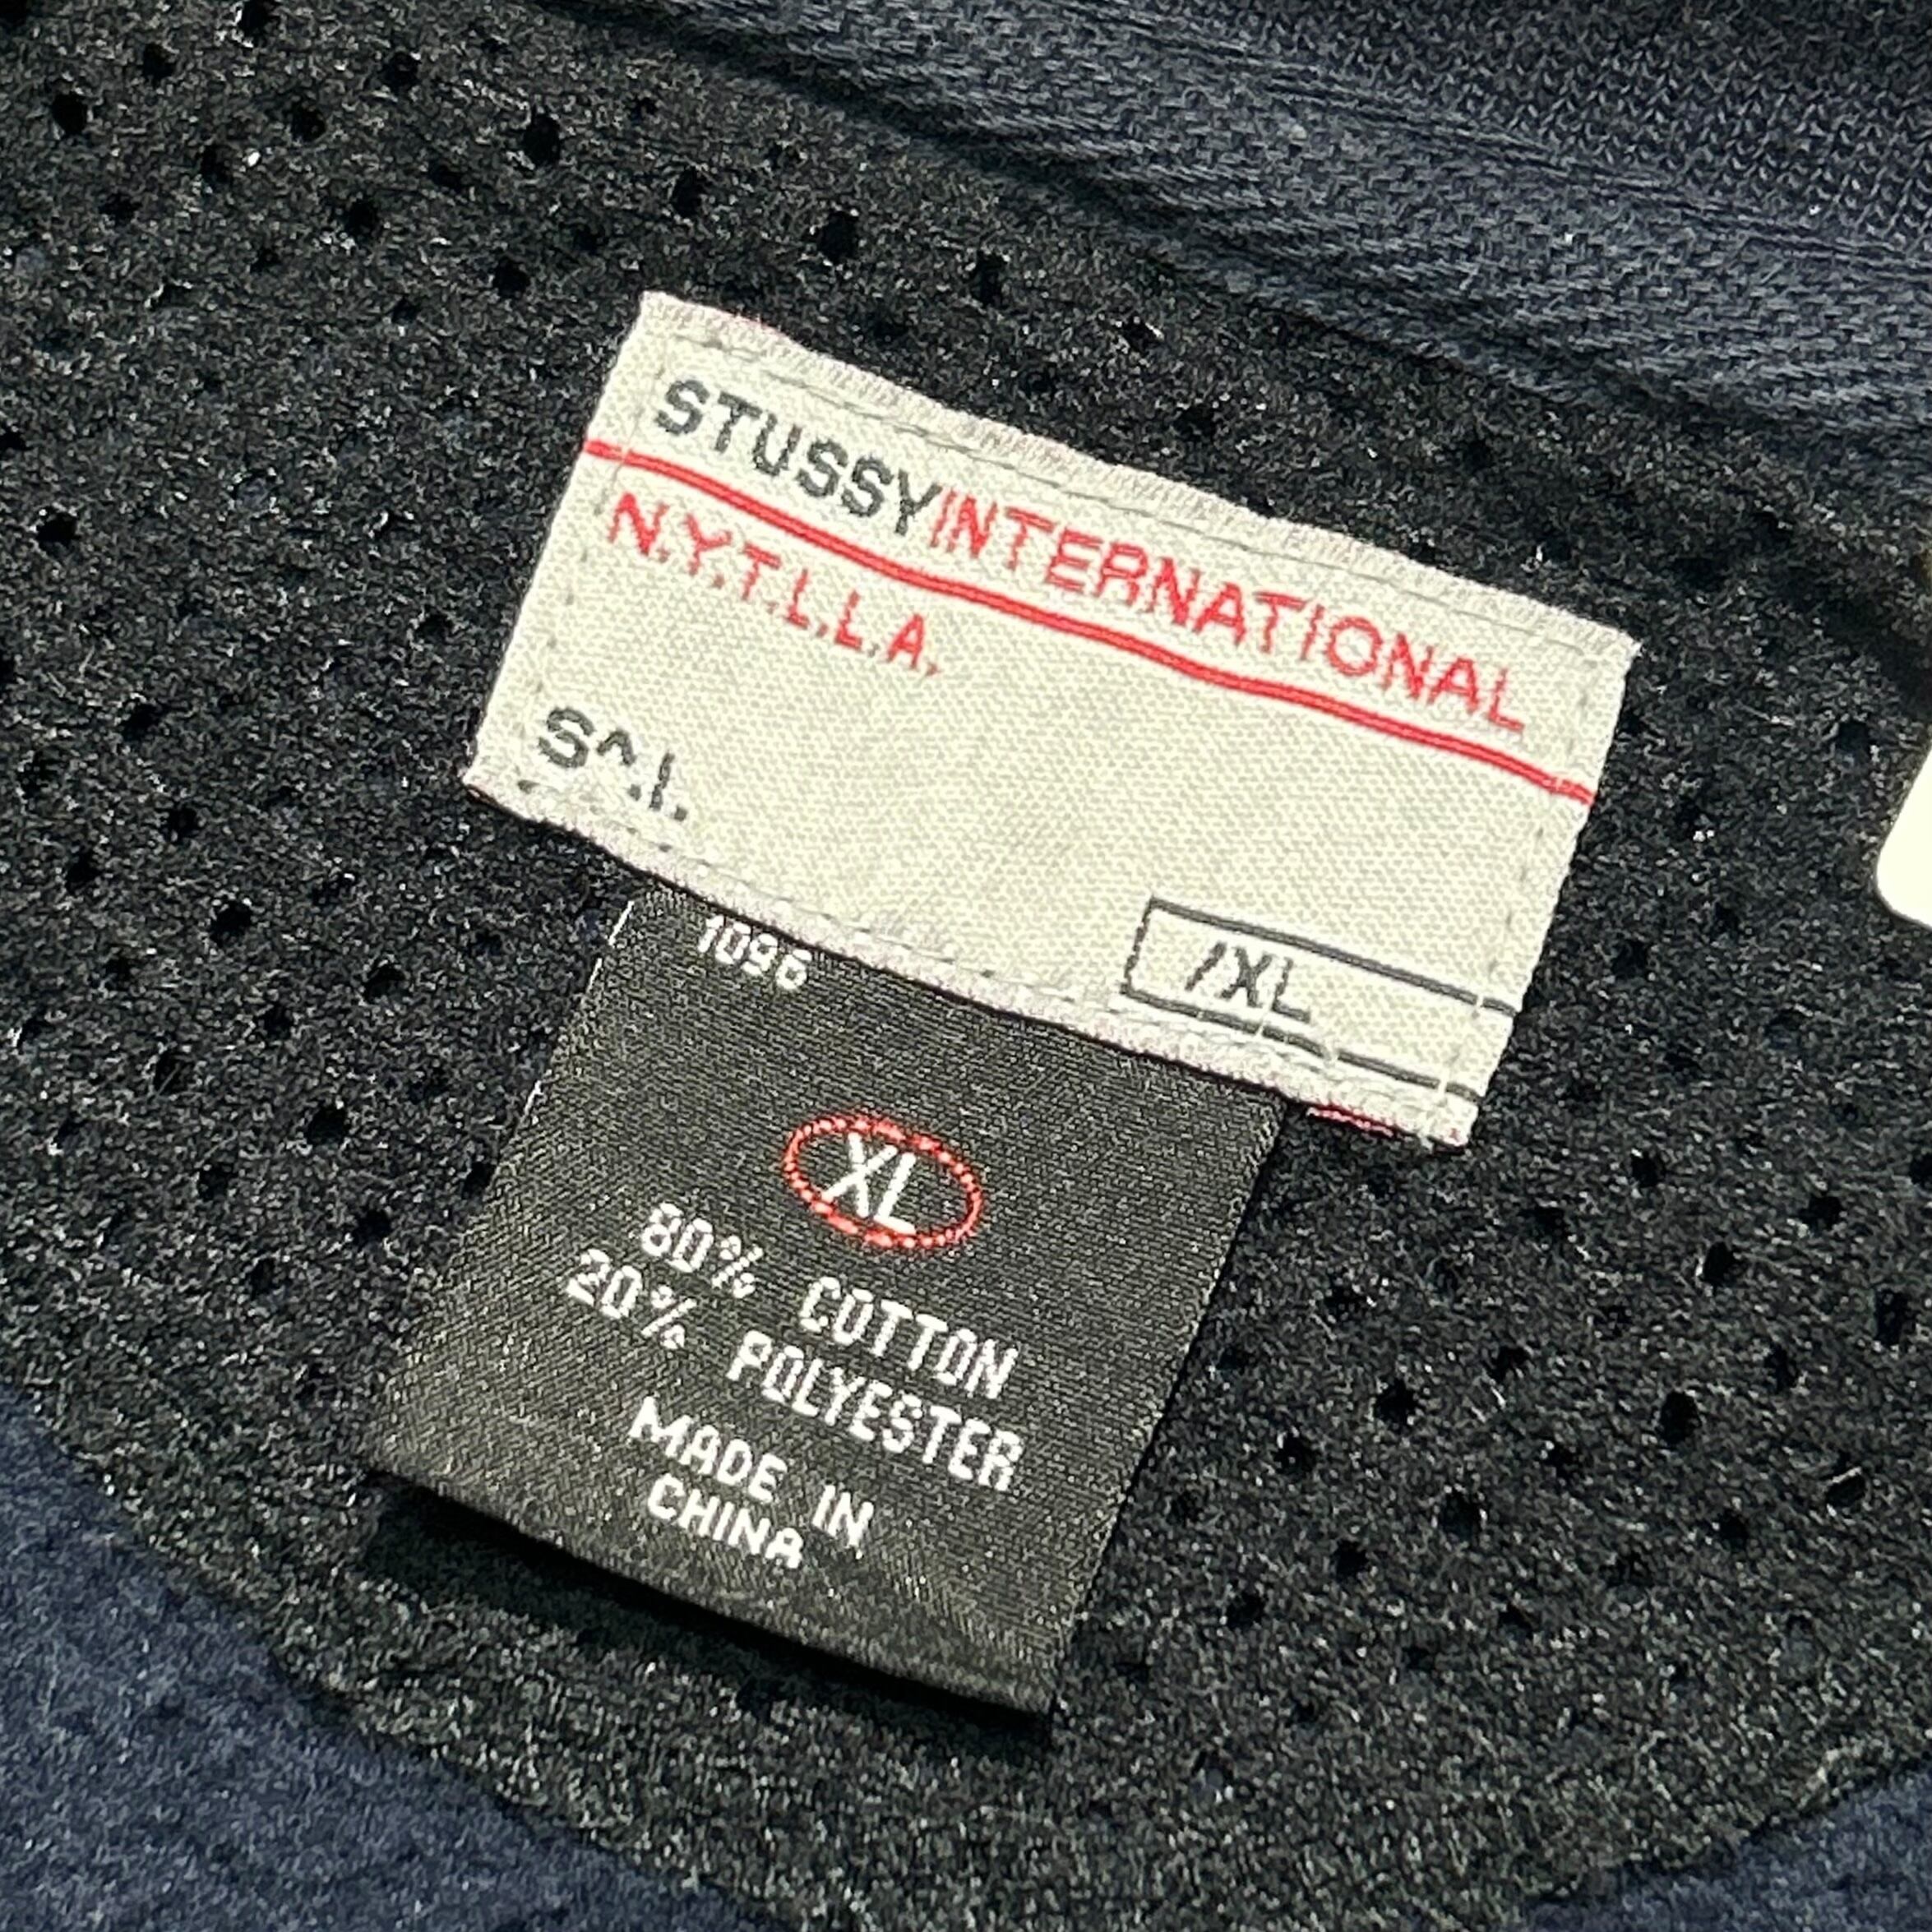 STUSSYINTERNATIONAL
N.Y.T.L.L.A.
S^.I.
/XL
1096
XL
80% COTTON
20% POLYESTER
MADE IN
CHINA